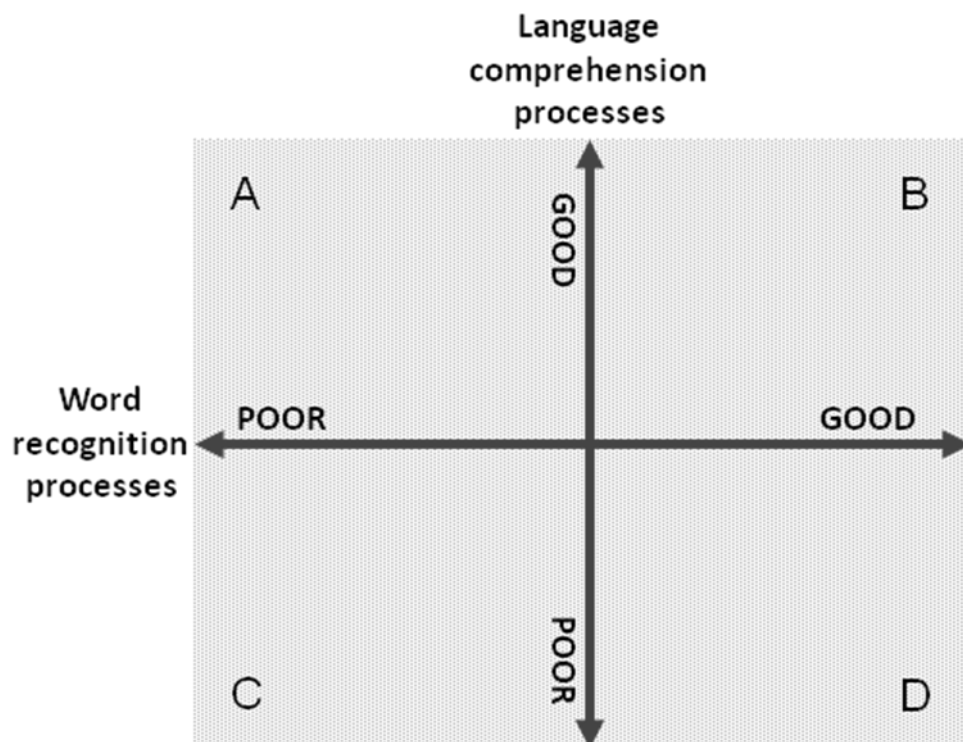 Language
comprehension
processes
A
B
GOOD
Word
recognition
processes
POOR
GOOD
POOR
C
D